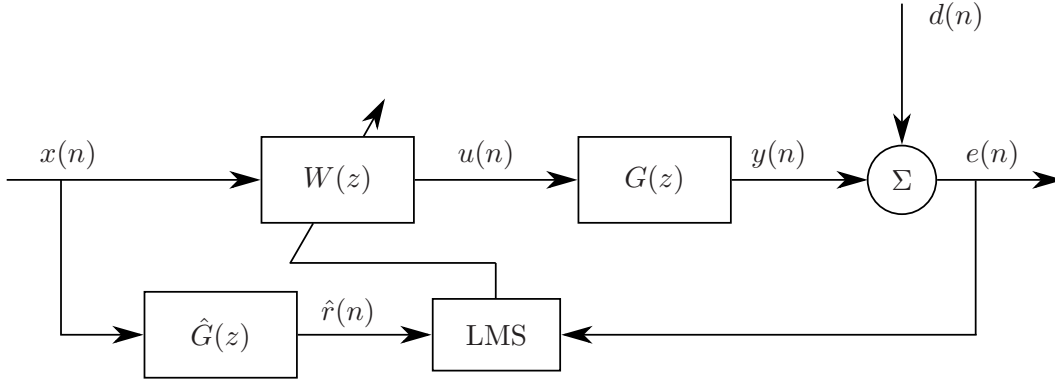 d(n)
x(n)
W(z)
u(n)
G(z)
y(n)
Σ
e(n)
Ĝ(z)
r̂(n)
LMS